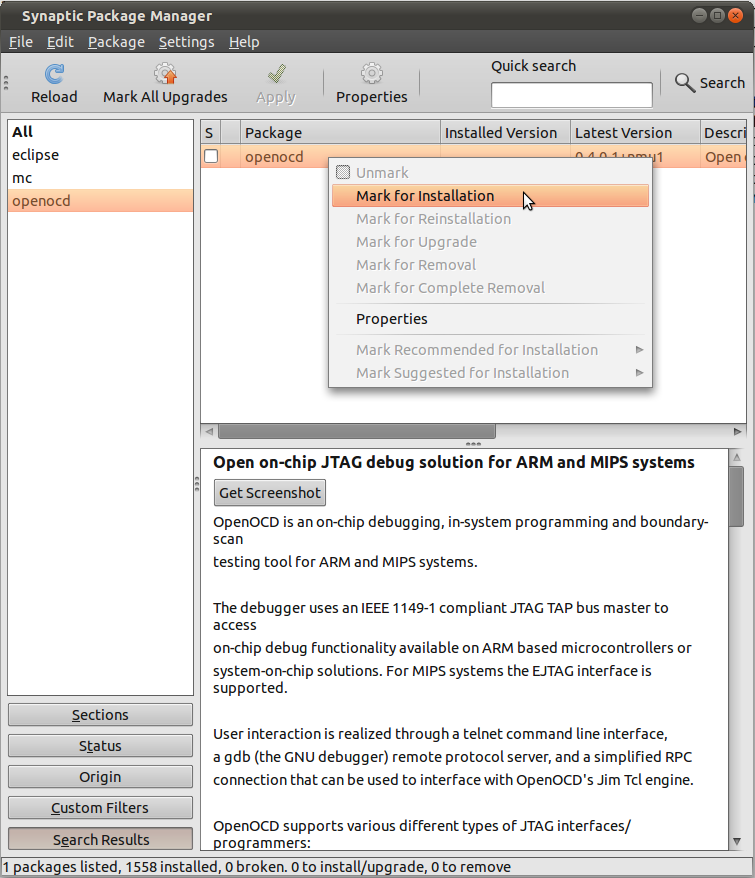 Synaptic Package Manager
File Edit Package Settings Help
Reload
Mark All Upgrades
Apply
Properties
Quick search
Search
All
eclipse
mc
openocd
S Package Installed Version Latest Version Descri
openocd 0.4.0-1+nmu1 Open
Unmark
Mark for Installation
Mark for Reinstallation
Mark for Upgrade
Mark for Removal
Mark for Complete Removal
Properties
Mark Recommended for Installation
Mark Suggested for Installation
Open on-chip JTAG debug solution for ARM and MIPS systems
Get Screenshot
OpenOCD is an on-chip debugging, in-system programming and boundary-
scan
testing tool for ARM and MIPS systems.
The debugger uses an IEEE 1149-1 compliant JTAG TAP bus master to
access
on-chip debug functionality available on ARM based microcontrollers or
system-on-chip solutions. For MIPS systems the EJTAG interface is
supported.
User interaction is realized through a telnet command line interface,
a gdb (the GNU debugger) remote protocol server, and a simplified RPC
connection that can be used to interface with OpenOCD's Jim Tcl engine.
OpenOCD supports various different types of JTAG interfaces/
programmers:
Sections
Status
Origin
Custom Filters
Search Results
1 packages listed, 1558 installed, 0 broken. 0 to install/upgrade, 0 to remove